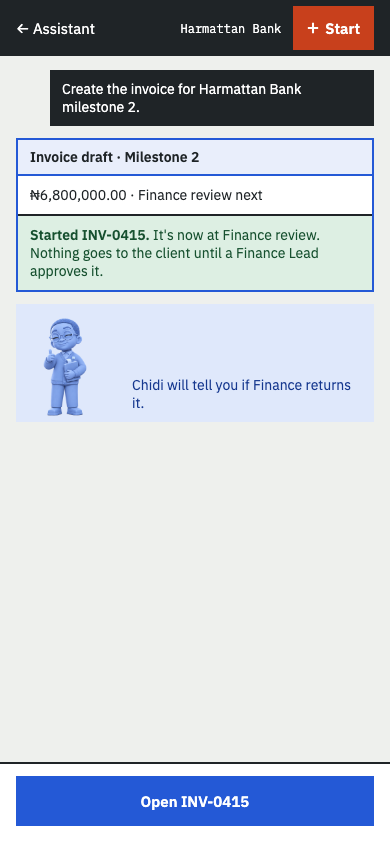 ← Assistant
Harmattan Bank
+ Start
Create the invoice for Harmattan Bank
milestone 2.
Invoice draft · Milestone 2
₦6,800,000.00 · Finance review next
Started INV-0415. It's now at Finance review.
Nothing goes to the client until a Finance Lead
approves it.
Chidi will tell you if Finance returns
it.
Open INV-0415